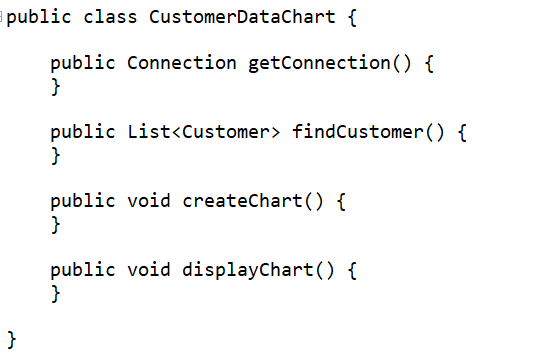 public class CustomerDataChart {
public Connection getConnection() {
}
public List<Customer> findCustomer() {
}
public void createChart() {
}
public void displayChart() {
}
}